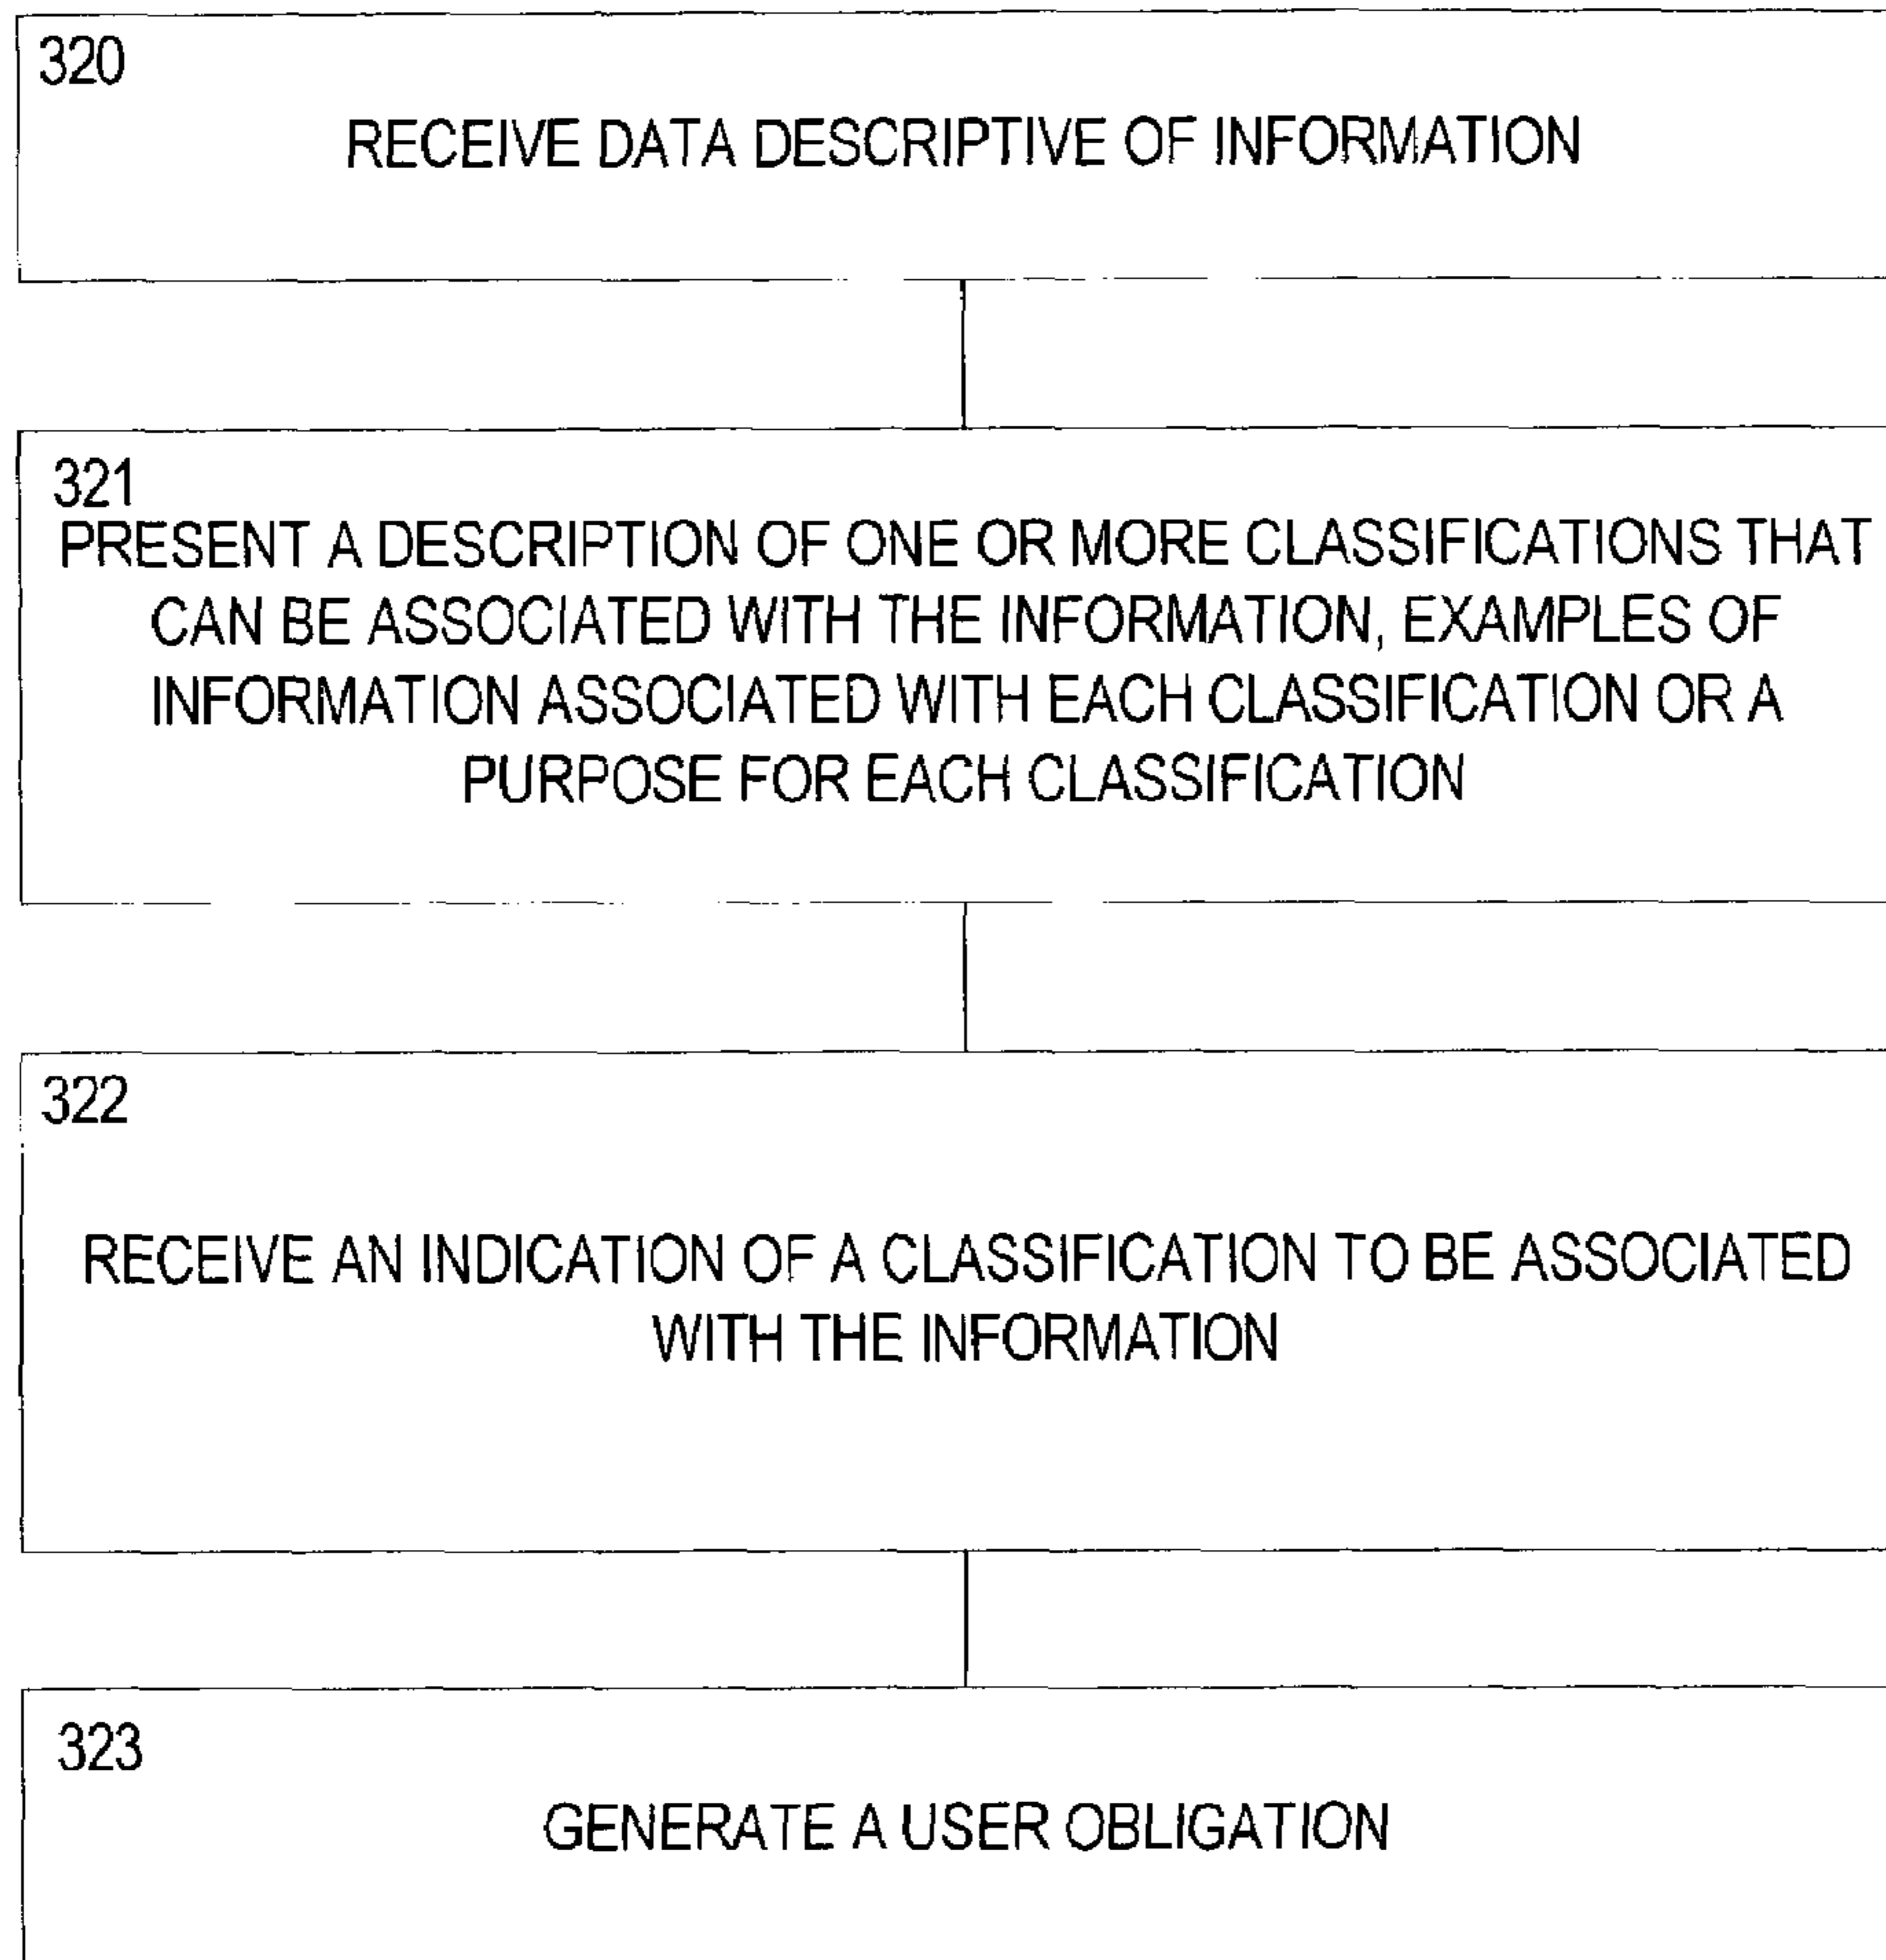 320
RECEIVE DATA DESCRIPTIVE OF INFORMATION
321
PRESENT A DESCRIPTION OF ONE OR MORE CLASSIFICATIONS THAT
CAN BE ASSOCIATED WITH THE INFORMATION, EXAMPLES OF
INFORMATION ASSOCIATED WITH EACH CLASSIFICATION OR A
PURPOSE FOR EACH CLASSIFICATION
322
RECEIVE AN INDICATION OF A CLASSIFICATION TO BE ASSOCIATED
WITH THE INFORMATION
323
GENERATE A USER OBLIGATION